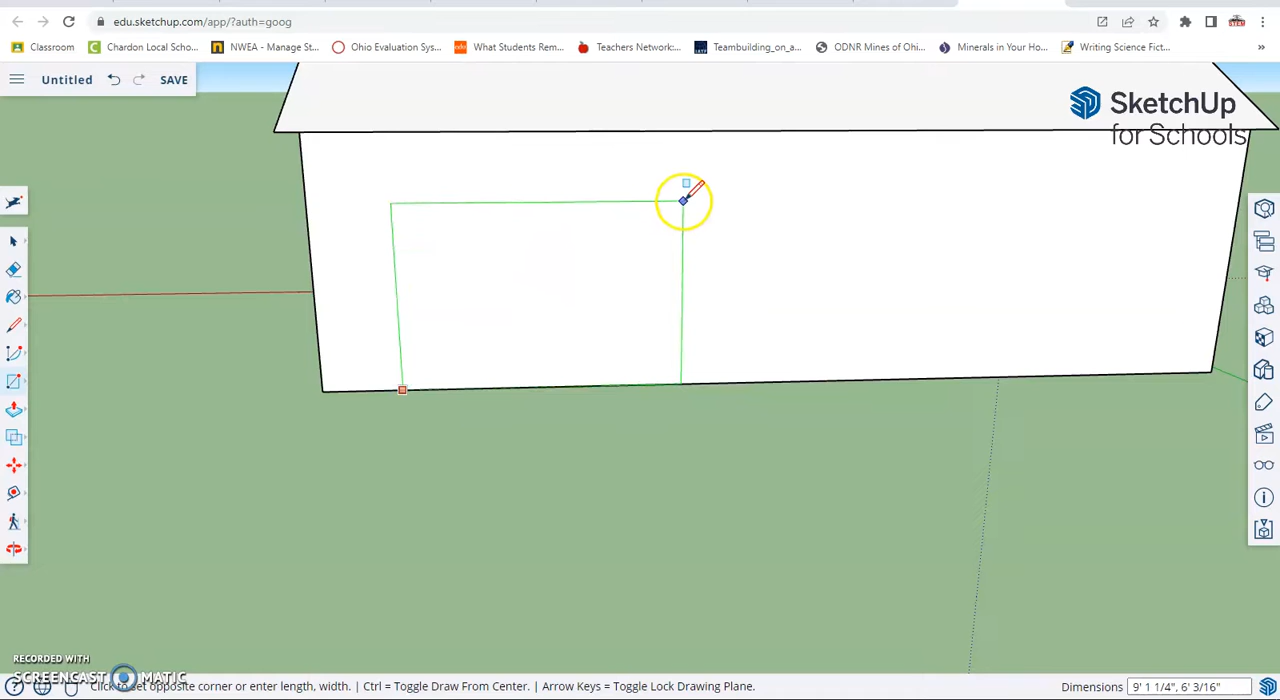 edu.sketchup.com/app/?auth=goog
Classroom Chardon Local Scho... NWEA - Manage St... Ohio Evaluation Sys... What Students Rem... Teachers Network:... Teambuilding_on_a... ODNR Mines of Ohi... Minerals in Your Ho... Writing Science Fict... »
Untitled SAVE
SketchUp
for Schools
RECORDED WITH
SCREENCAST MATIC
Click to set opposite corner or enter length, width. | Ctrl = Toggle Draw From Center. | Arrow Keys = Toggle Lock Drawing Plane. Dimensions 9' 1 1/4", 6' 3/16"